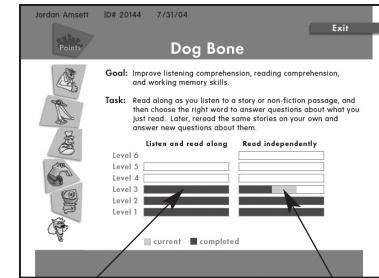 Jordan Amsett ID# 20144 7/31/04
Exit
Points
Dog Bone
Goal: Improve listening comprehension, reading comprehension,
and working memory skills.
Task: Read along as you listen to a story or non-fiction passage, and
then choose the right word to answer questions about what you
just read. Later, reread the same stories on your own and
answer new questions about them.
Listen and read along Read independently
Level 6
Level 5
Level 4
Level 3
Level 2
Level 1
current completed